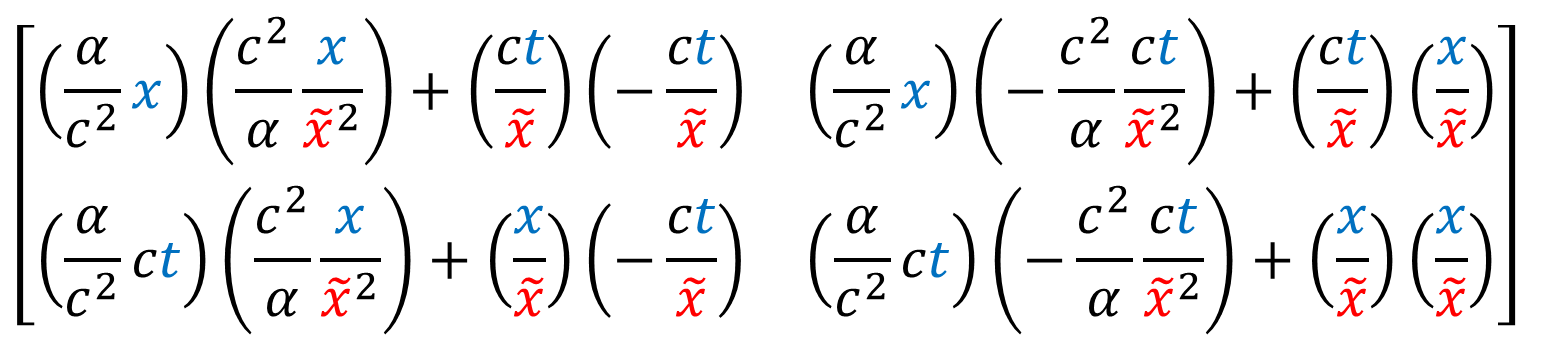 [(α/c² x)(c²/α x/x̃²) + (ct/x̃)(− ct/x̃)    (α/c² x)(− c²/α ct/x̃²) + (ct/x̃)(x/x̃)
(α/c² ct)(c²/α x/x̃²) + (x/x̃)(− ct/x̃)    (α/c² ct)(− c²/α ct/x̃²) + (x/x̃)(x/x̃)]